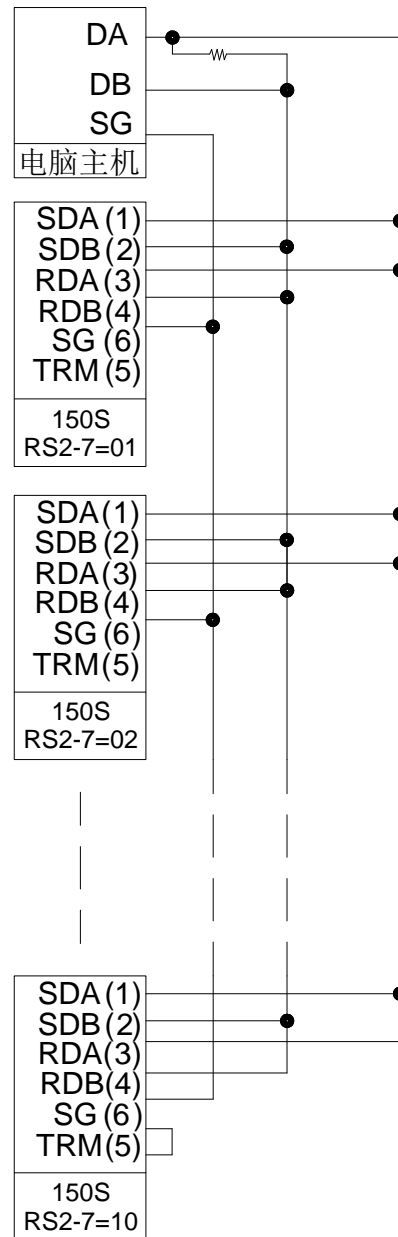 DA
DB
SG
电脑主机
SDA(1)
SDB(2)
RDA(3)
RDB(4)
SG(6)
TRM(5)
150S
RS2-7=01
SDA(1)
SDB(2)
RDA(3)
RDB(4)
SG(6)
TRM(5)
150S
RS2-7=02
SDA(1)
SDB(2)
RDA(3)
RDB(4)
SG(6)
TRM(5)
150S
RS2-7=10